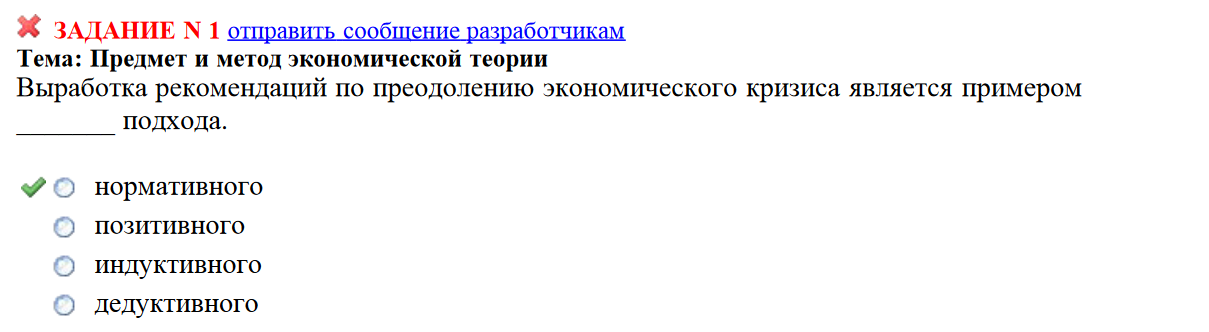 ЗАДАНИЕ N 1 отправить сообщение разработчикам
Тема: Предмет и метод экономической теории
Выработка рекомендаций по преодолению экономического кризиса является примером
_______ подхода.
нормативного
позитивного
индуктивного
дедуктивного